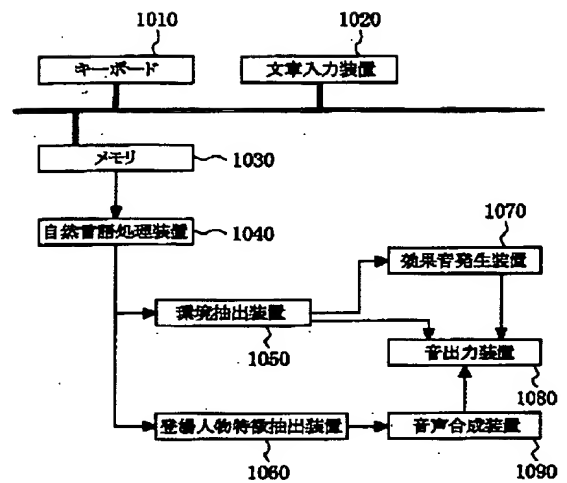 1010
1020
キーボード
文章入力装置
メモリ
1030
自然言語処理装置
1040
1070
効果音発生装置
環境抽出装置
1050
音出力装置
1080
登場人物特徴抽出装置
1060
音声合成装置
1090